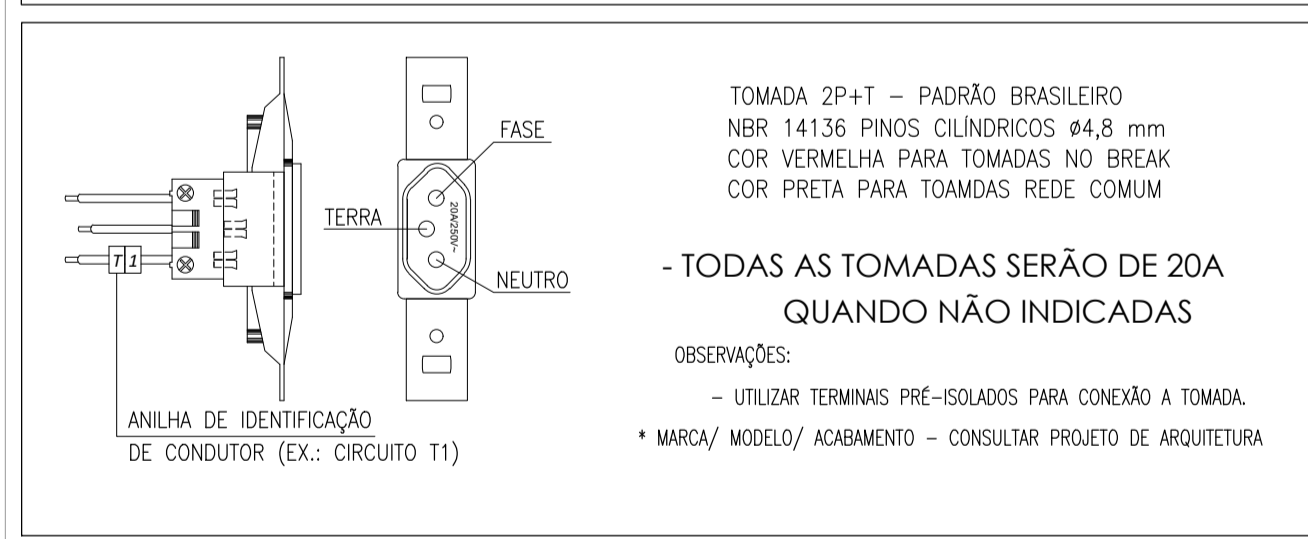 FASE
TERRA
20A/250V~
NEUTRO
T 1
ANILHA DE IDENTIFICAÇÃO
DE CONDUTOR (EX.: CIRCUITO T1)
TOMADA 2P+T – PADRÃO BRASILEIRO
NBR 14136 PINOS CILÍNDRICOS ø4,8 mm
COR VERMELHA PARA TOMADAS NO BREAK
COR PRETA PARA TOAMDAS REDE COMUM
- TODAS AS TOMADAS SERÃO DE 20A
QUANDO NÃO INDICADAS
OBSERVAÇÕES:
– UTILIZAR TERMINAIS PRÉ–ISOLADOS PARA CONEXÃO A TOMADA.
* MARCA/ MODELO/ ACABAMENTO – CONSULTAR PROJETO DE ARQUITETURA